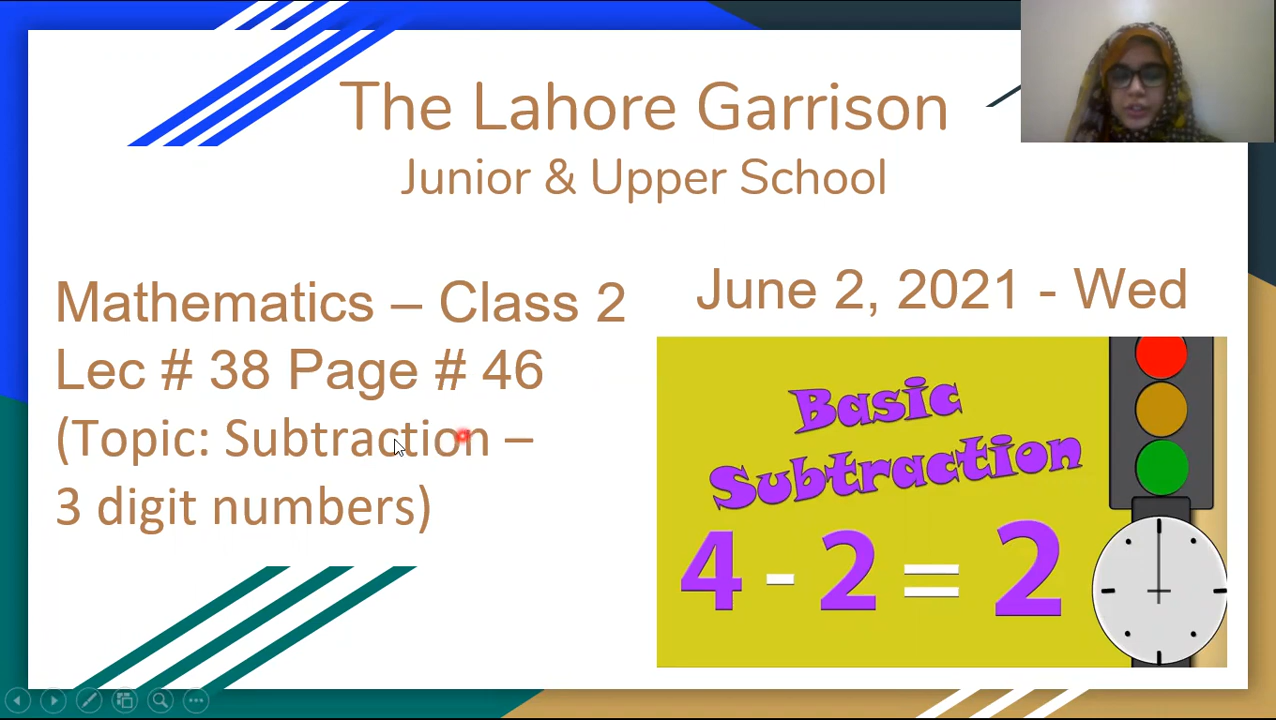 The Lahore Garrison
Junior & Upper School
Mathematics – Class 2
Lec # 38 Page # 46
(Topic: Subtraction –
3 digit numbers)
June 2, 2021 - Wed
Basic
Subtraction
4 - 2 = 2